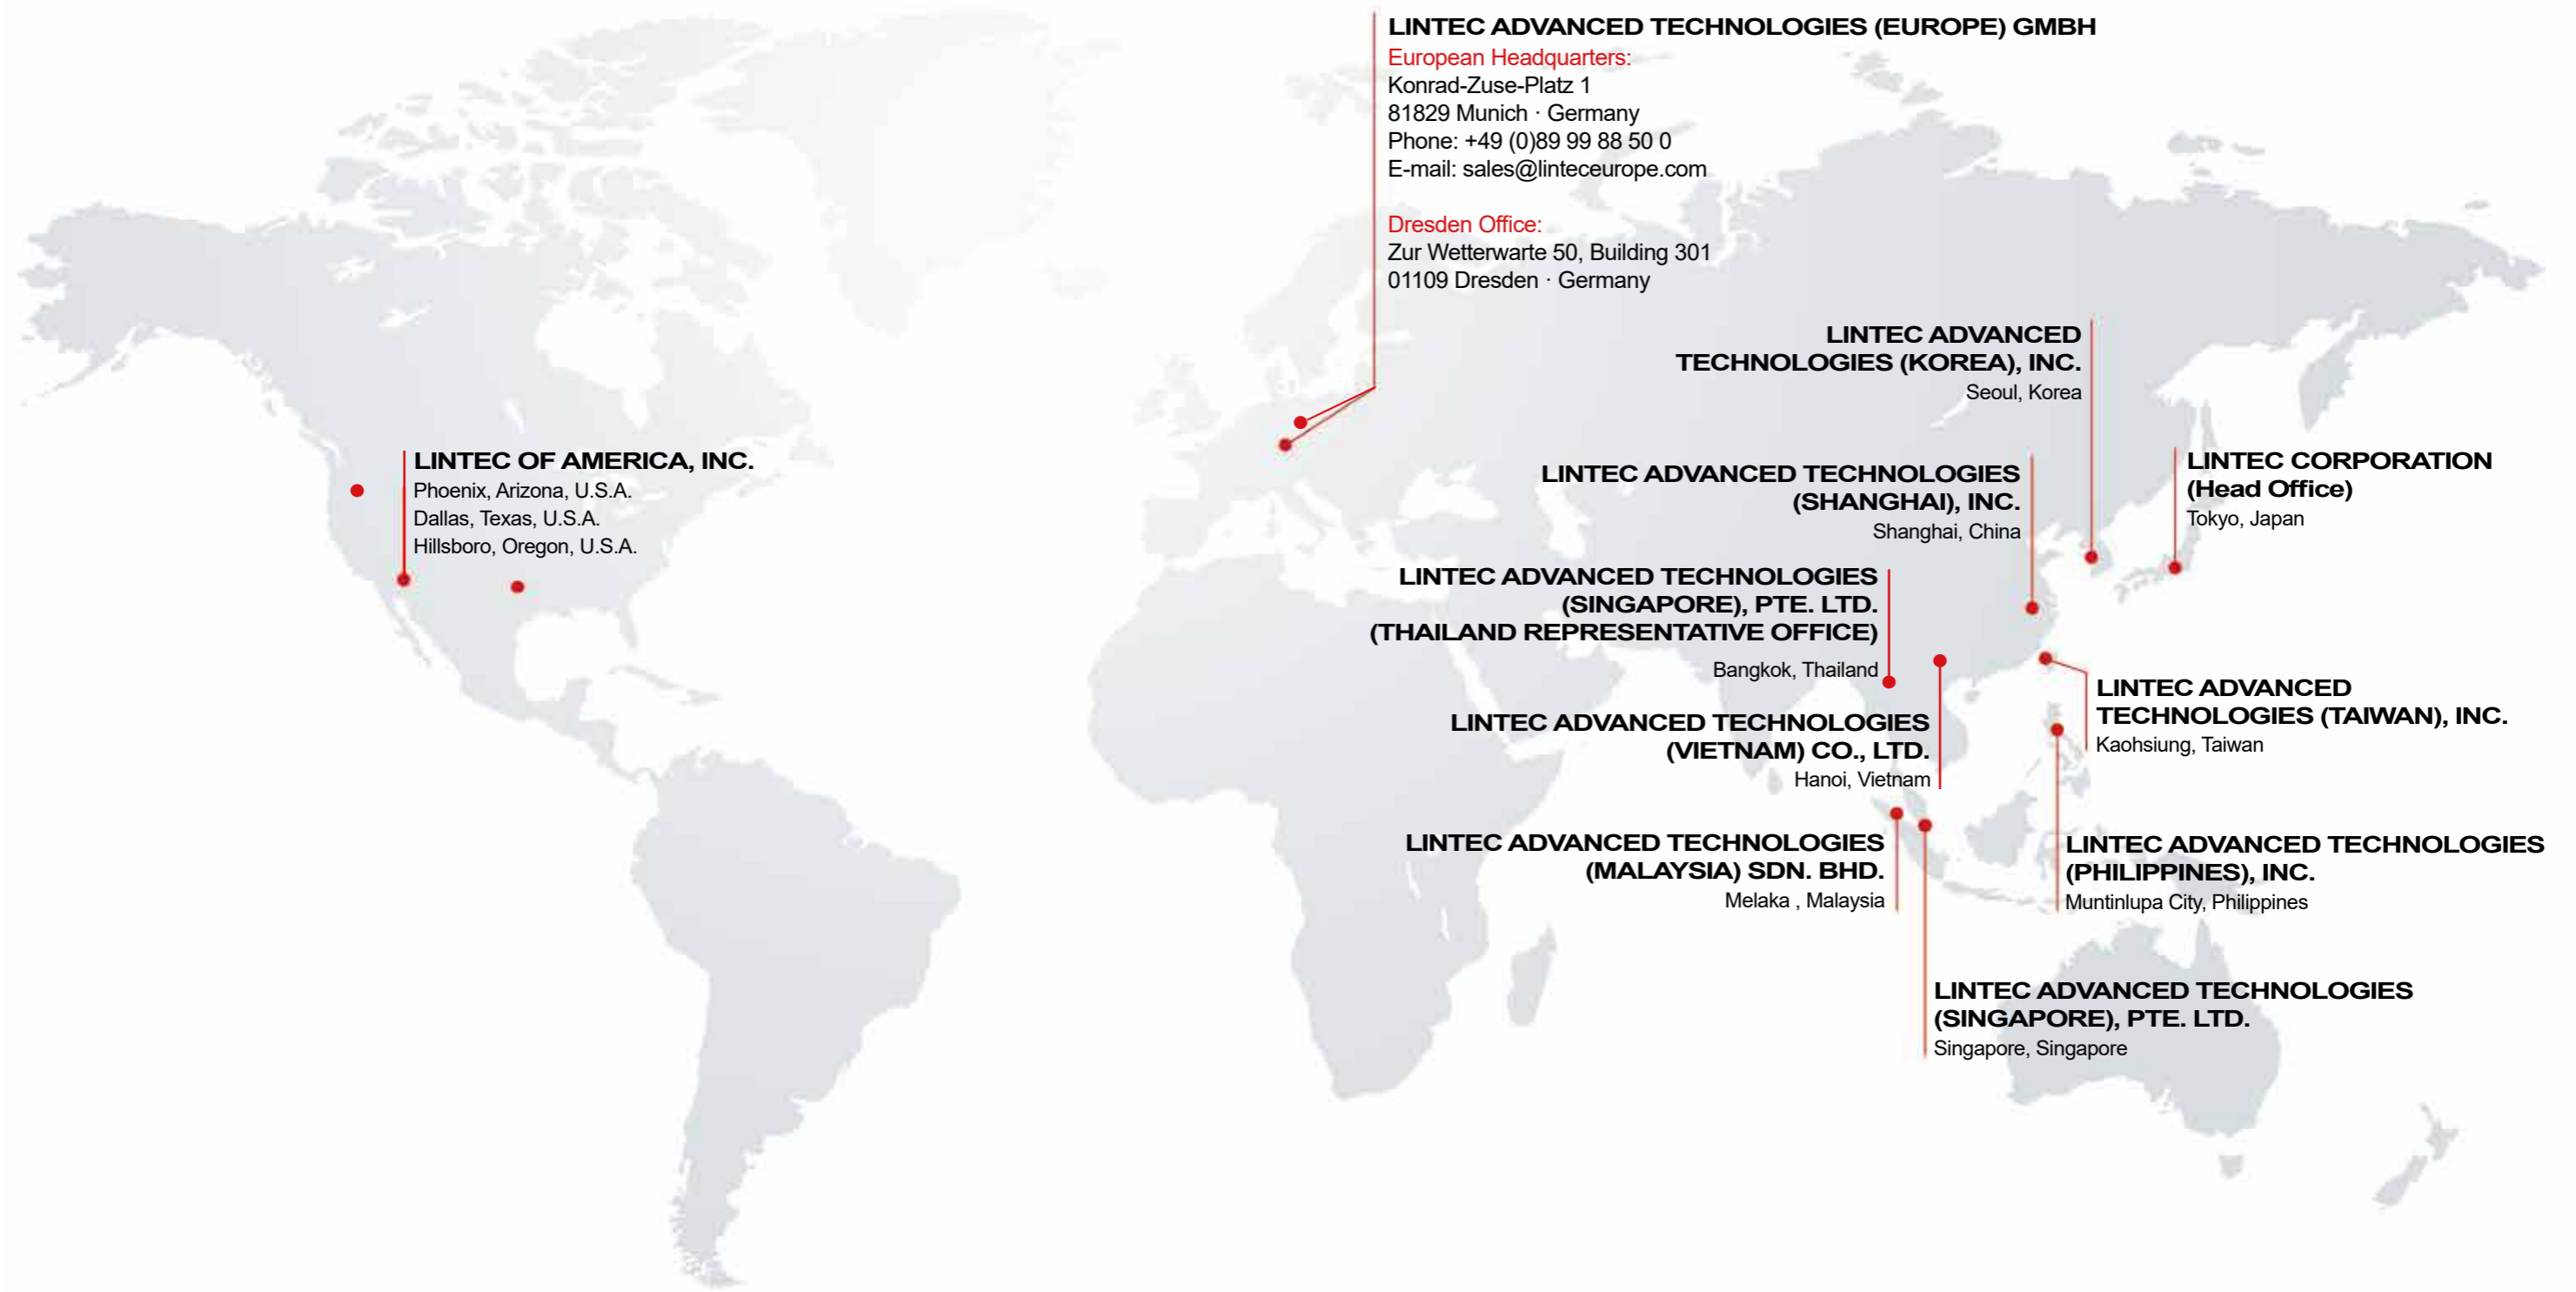 LINTEC ADVANCED TECHNOLOGIES (EUROPE) GMBH
European Headquarters:
Konrad-Zuse-Platz 1
81829 Munich · Germany
Phone: +49 (0)89 99 88 50 0
E-mail: sales@linteceurope.com
Dresden Office:
Zur Wetterwarte 50, Building 301
01109 Dresden · Germany
LINTEC ADVANCED
TECHNOLOGIES (KOREA), INC.
Seoul, Korea
LINTEC OF AMERICA, INC.
Phoenix, Arizona, U.S.A.
Dallas, Texas, U.S.A.
Hillsboro, Oregon, U.S.A.
LINTEC ADVANCED TECHNOLOGIES
(SHANGHAI), INC.
Shanghai, China
LINTEC CORPORATION
(Head Office)
Tokyo, Japan
LINTEC ADVANCED TECHNOLOGIES
(SINGAPORE), PTE. LTD.
(THAILAND REPRESENTATIVE OFFICE)
Bangkok, Thailand
LINTEC ADVANCED
TECHNOLOGIES (TAIWAN), INC.
Kaohsiung, Taiwan
LINTEC ADVANCED TECHNOLOGIES
(VIETNAM) CO., LTD.
Hanoi, Vietnam
LINTEC ADVANCED TECHNOLOGIES
(MALAYSIA) SDN. BHD.
Melaka , Malaysia
LINTEC ADVANCED TECHNOLOGIES
(PHILIPPINES), INC.
Muntinlupa City, Philippines
LINTEC ADVANCED TECHNOLOGIES
(SINGAPORE), PTE. LTD.
Singapore, Singapore